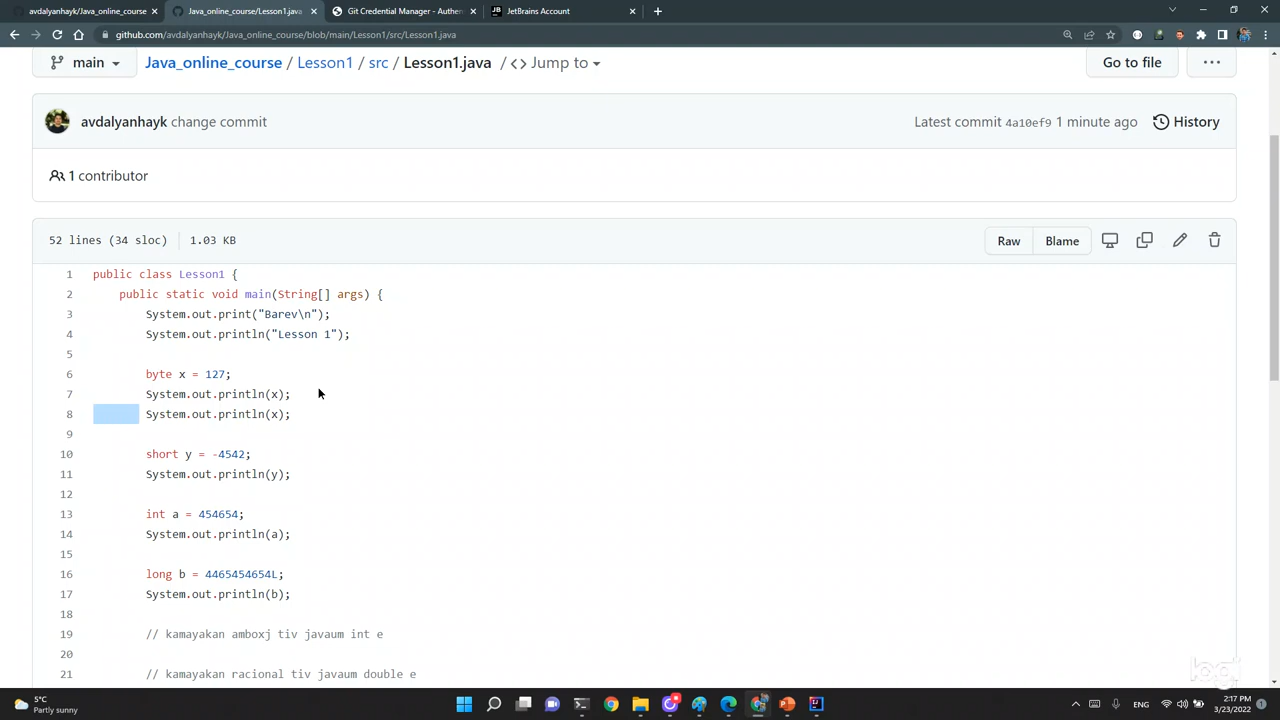 avdalyanhayk/Java_online_course
Java_online_course/Lesson1.java
Git Credential Manager - Authen
JetBrains Account
github.com/avdalyanhayk/Java_online_course/blob/main/Lesson1/src/Lesson1.java
main
Java_online_course / Lesson1 / src / Lesson1.java / <> Jump to
Go to file
...
avdalyanhayk change commit
Latest commit 4a10ef9 1 minute ago
History
1 contributor
52 lines (34 sloc)
1.03 KB
Raw
Blame
1 public class Lesson1 {
2 public static void main(String[] args) {
3 System.out.print("Barev\n");
4 System.out.println("Lesson 1");
5
6 byte x = 127;
7 System.out.println(x);
8 System.out.println(x);
9
10 short y = -4542;
11 System.out.println(y);
12
13 int a = 454654;
14 System.out.println(a);
15
16 long b = 4465454654L;
17 System.out.println(b);
18
19 // kamayakan amboxj tiv javaum int e
20
21 // kamayakan racional tiv javaum double e
logi
5°C
Partly sunny
ENG
2:17 PM
3/23/2022